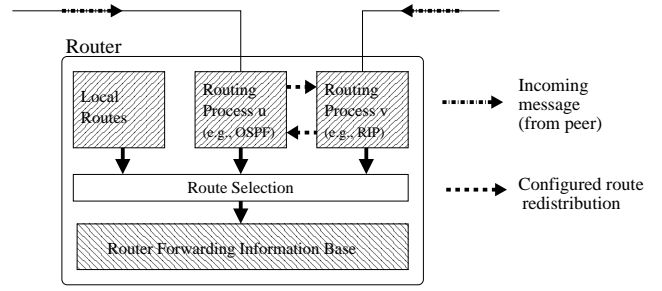 Router
Local
Routes
Routing
Process u
(e.g., OSPF)
Routing
Process v
(e.g., RIP)
Route Selection
Router Forwarding Information Base
Incoming
message
(from peer)
Configured route
redistribution